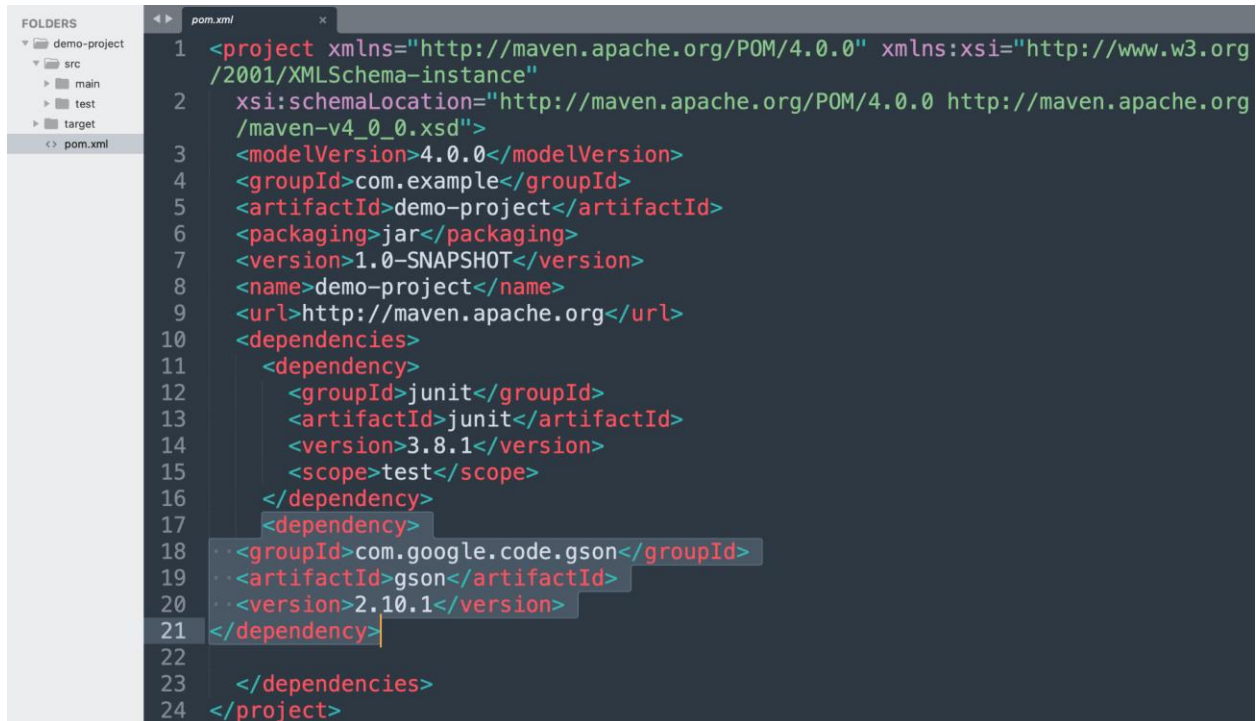 FOLDERS
demo-project
src
main
test
target
<> pom.xml
pom.xml ×
1 <project xmlns="http://maven.apache.org/POM/4.0.0" xmlns:xsi="http://www.w3.org
/2001/XMLSchema-instance"
2 xsi:schemaLocation="http://maven.apache.org/POM/4.0.0 http://maven.apache.org
/maven-v4_0_0.xsd">
3 <modelVersion>4.0.0</modelVersion>
4 <groupId>com.example</groupId>
5 <artifactId>demo-project</artifactId>
6 <packaging>jar</packaging>
7 <version>1.0-SNAPSHOT</version>
8 <name>demo-project</name>
9 <url>http://maven.apache.org</url>
10 <dependencies>
11 <dependency>
12 <groupId>junit</groupId>
13 <artifactId>junit</artifactId>
14 <version>3.8.1</version>
15 <scope>test</scope>
16 </dependency>
17 <dependency>
18 <groupId>com.google.code.gson</groupId>
19 <artifactId>gson</artifactId>
20 <version>2.10.1</version>
21 </dependency>
22
23 </dependencies>
24 </project>